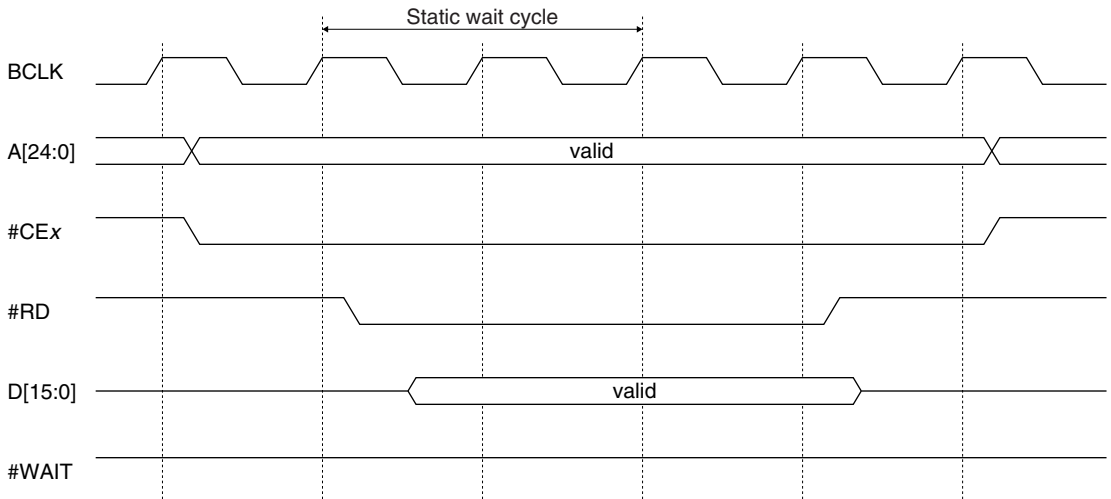 Static wait cycle
BCLK
A[24:0]
valid
#CEx
#RD
D[15:0]
valid
#WAIT